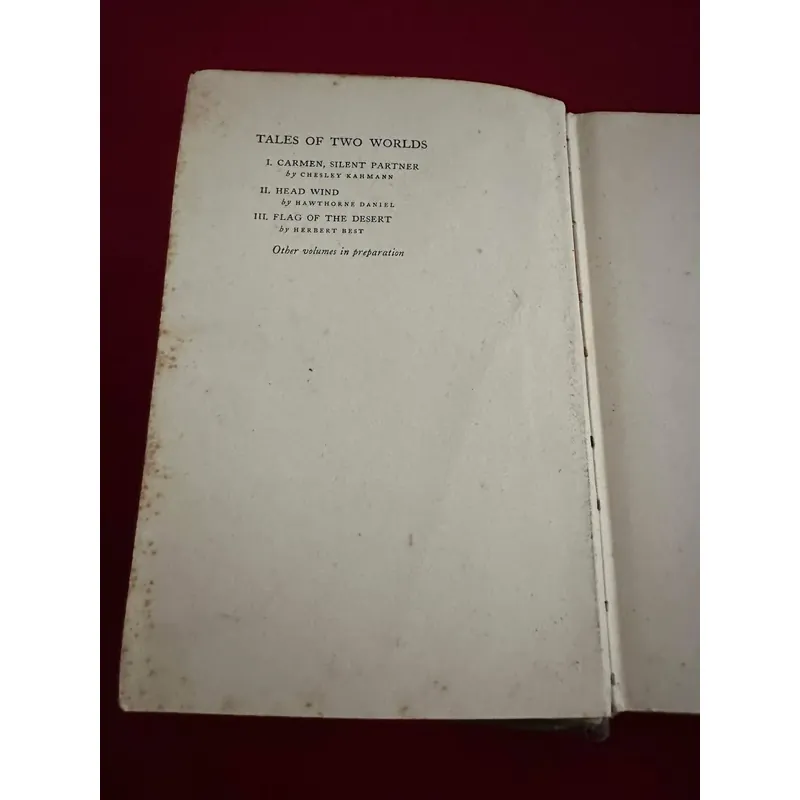 TALES OF TWO WORLDS
I. CARMEN, SILENT PARTNER
by CHESLEY KAHMANN
II. HEAD WIND
by HAWTHORNE DANIEL
III. FLAG OF THE DESERT
by HERBERT BEST
Other volumes in preparation